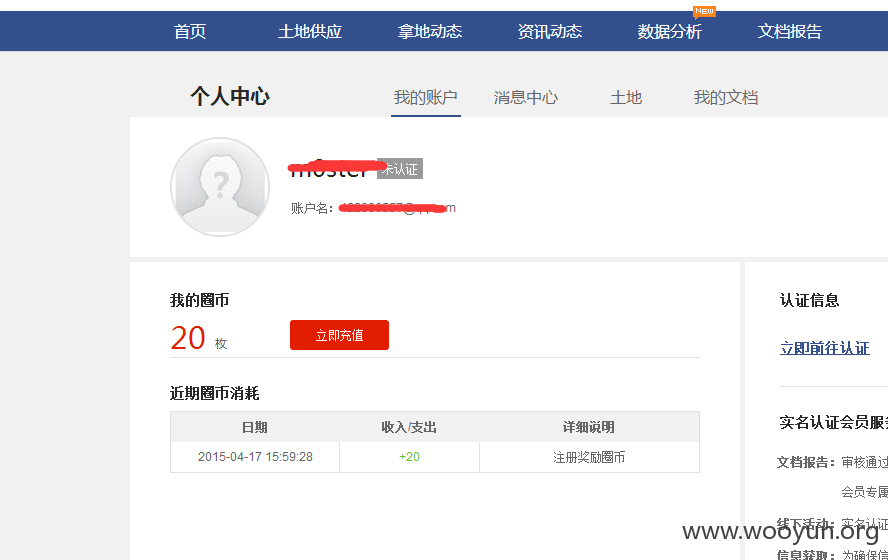 NEW
首页 土地供应 拿地动态 资讯动态 数据分析 文档报告
个人中心 我的账户 消息中心 土地 我的文档
未认证
账户名：
我的圈币
20 枚 立即充值
近期圈币消耗
日期 收入/支出 详细说明
2015-04-17 15:59:28 +20 注册奖励圈币
认证信息
立即前往认证
实名认证会员服务
文档报告： 审核通过
会员专属
线下活动： 实名认证
信息获取： 为确保信
www.wooyun.org